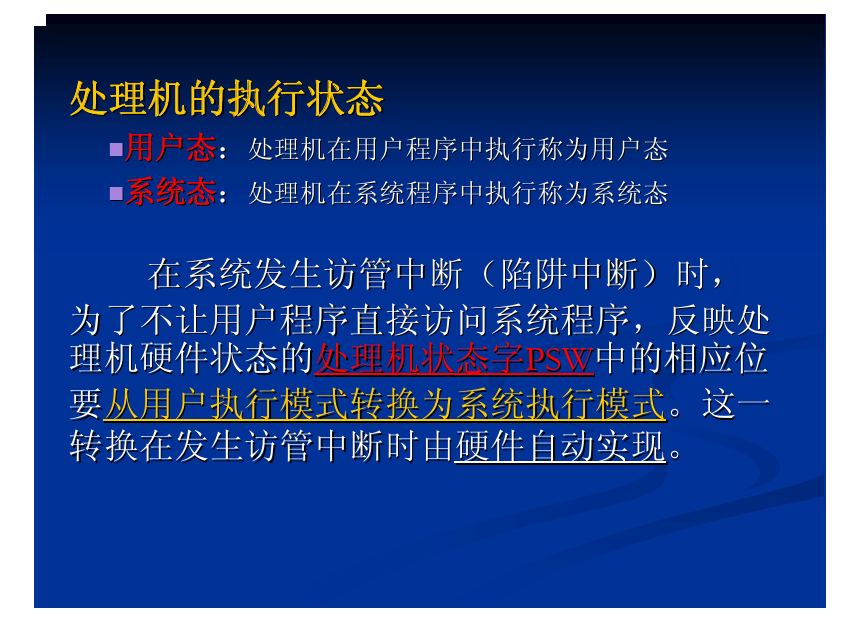 处理机的执行状态
用户态：处理机在用户程序中执行称为用户态
系统态：处理机在系统程序中执行称为系统态
在系统发生访管中断（陷阱中断）时，
为了不让用户程序直接访问系统程序，反映处
理机硬件状态的处理机状态字PSW中的相应位
要从用户执行模式转换为系统执行模式。这一
转换在发生访管中断时由硬件自动实现。